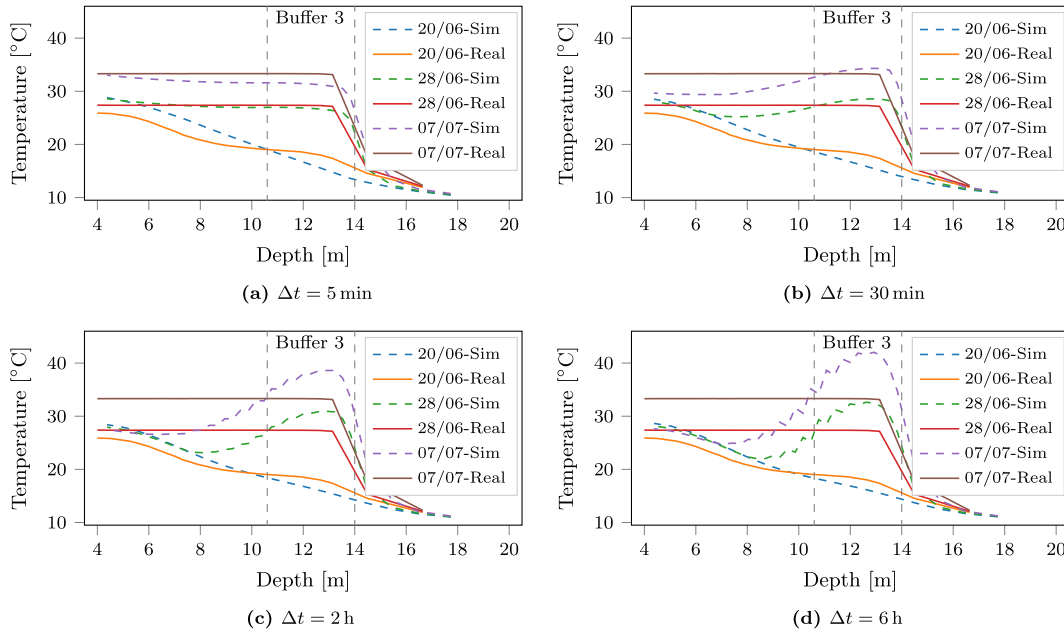 Buffer 3
20/06-Sim
20/06-Real
28/06-Sim
28/06-Real
07/07-Sim
07/07-Real
Temperature [°C]
40
30
20
10
4 6 8 10 12 14 16 18 20
Depth [m]
(a) Δt = 5 min
Buffer 3
20/06-Sim
20/06-Real
28/06-Sim
28/06-Real
07/07-Sim
07/07-Real
Temperature [°C]
40
30
20
10
4 6 8 10 12 14 16 18 20
Depth [m]
(b) Δt = 30 min
Buffer 3
20/06-Sim
20/06-Real
28/06-Sim
28/06-Real
07/07-Sim
07/07-Real
Temperature [°C]
40
30
20
10
4 6 8 10 12 14 16 18 20
Depth [m]
(c) Δt = 2 h
Buffer 3
20/06-Sim
20/06-Real
28/06-Sim
28/06-Real
07/07-Sim
07/07-Real
Temperature [°C]
40
30
20
10
4 6 8 10 12 14 16 18 20
Depth [m]
(d) Δt = 6 h